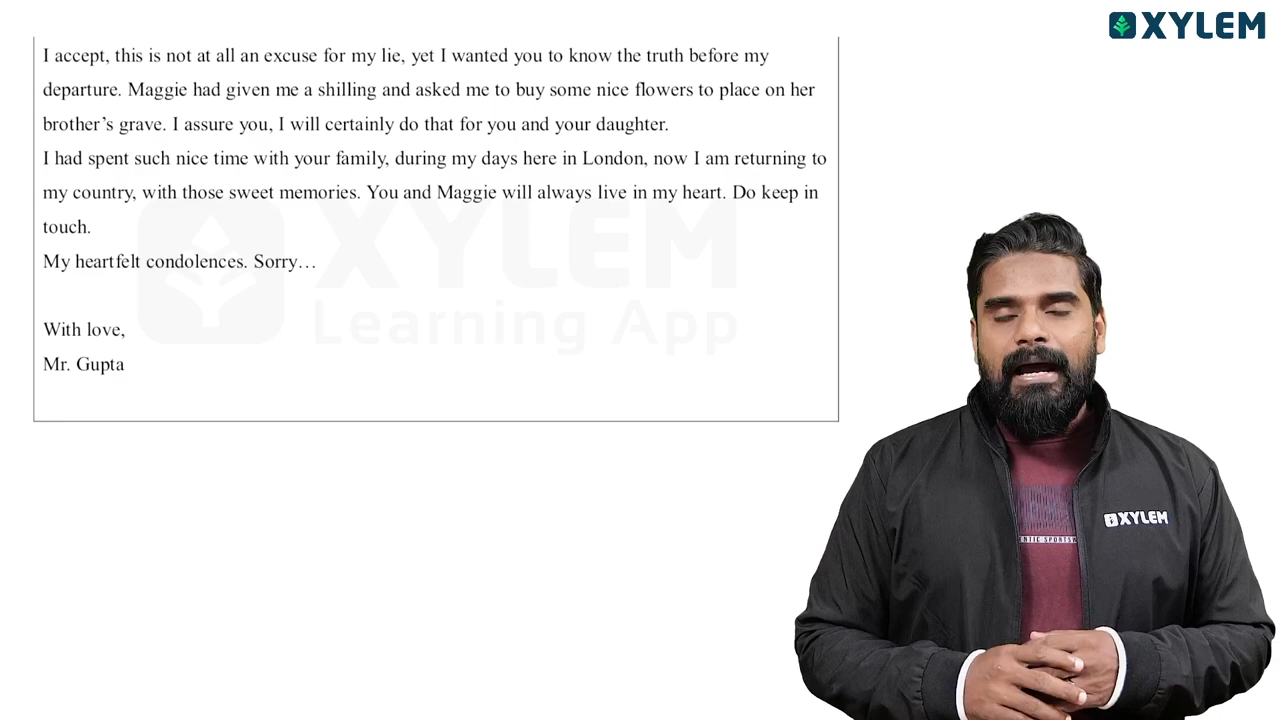 XYLEM
I accept, this is not at all an excuse for my lie, yet I wanted you to know the truth before my
departure. Maggie had given me a shilling and asked me to buy some nice flowers to place on her
brother’s grave. I assure you, I will certainly do that for you and your daughter.
I had spent such nice time with your family, during my days here in London, now I am returning to
my country, with those sweet memories. You and Maggie will always live in my heart. Do keep in
touch.
My heartfelt condolences. Sorry…
With love,
Mr. Gupta
XYLEM
Learning App
XYLEM